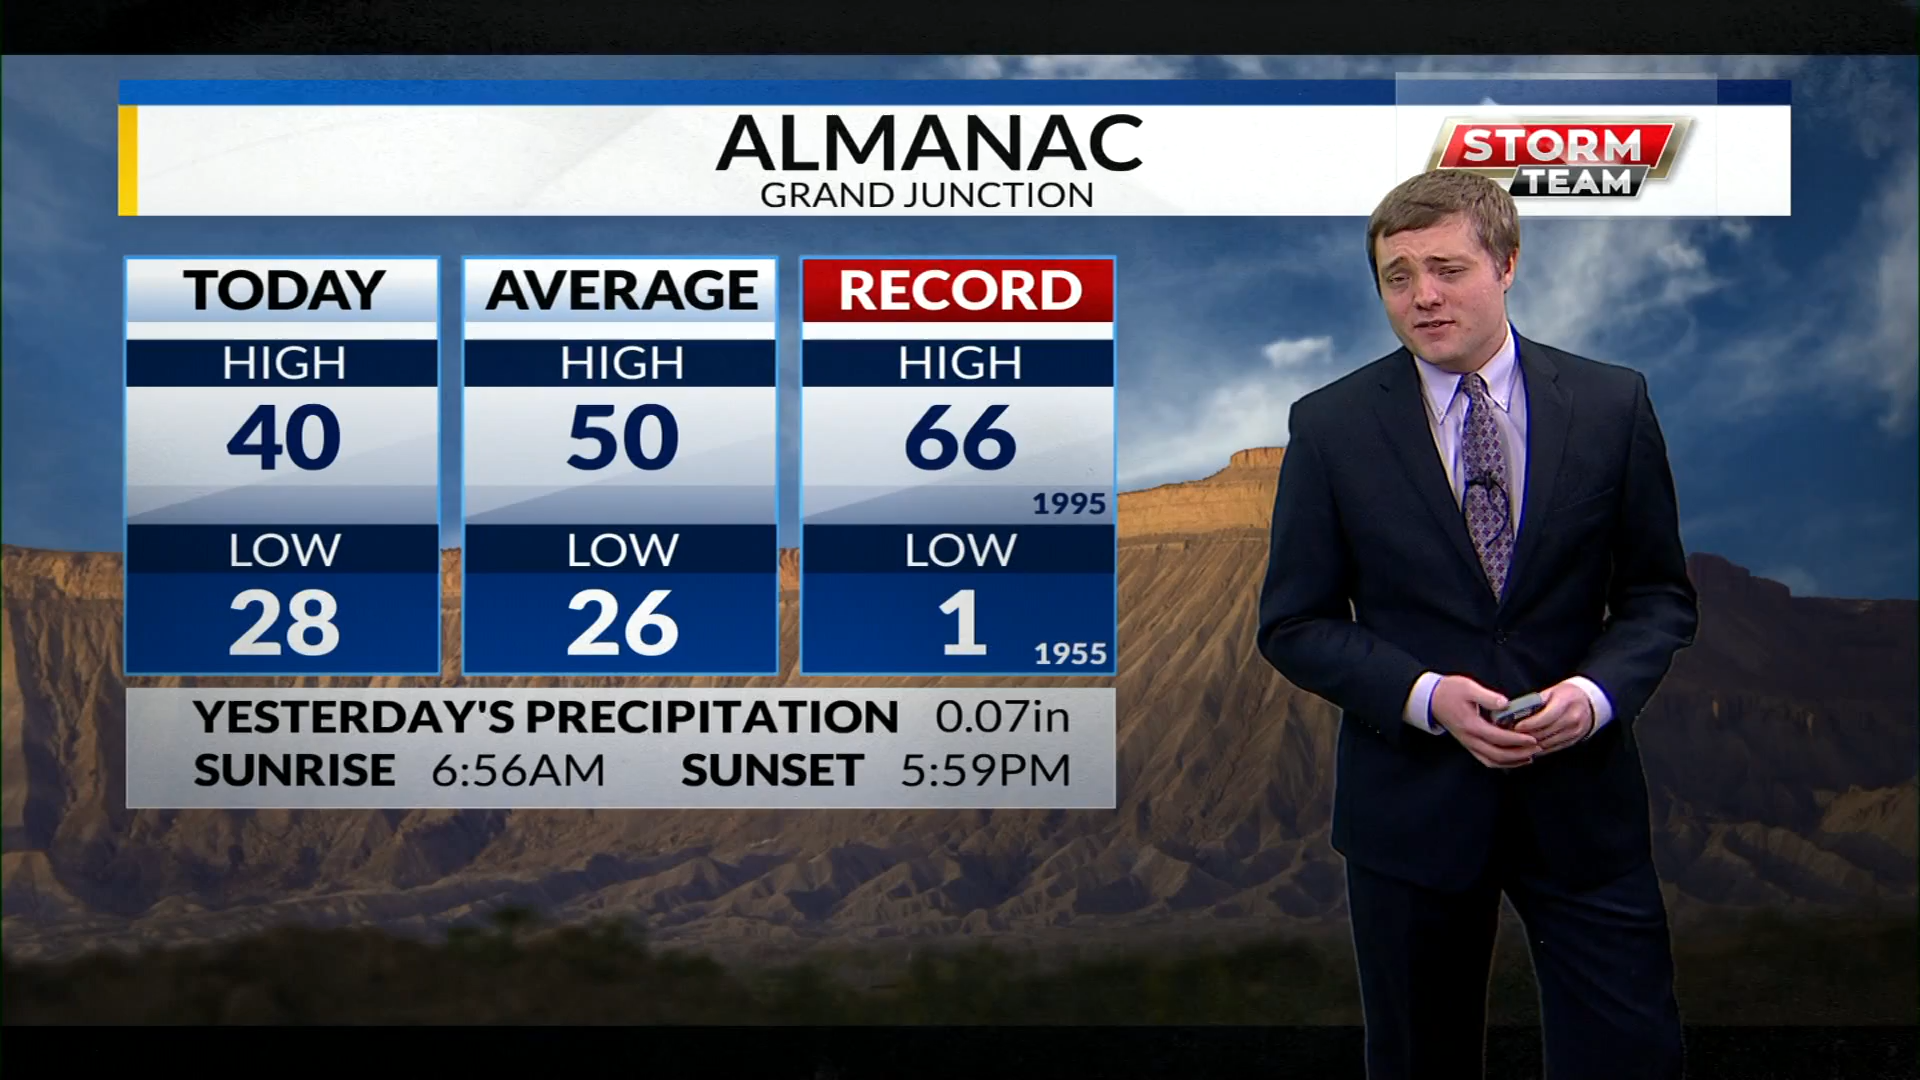 ALMANAC
GRAND JUNCTION
STORM
TEAM
TODAY
HIGH
40
LOW
28
AVERAGE
HIGH
50
LOW
26
RECORD
HIGH
66
1995
LOW
1
1955
YESTERDAY'S PRECIPITATION 0.07in
SUNRISE 6:56AM SUNSET 5:59PM